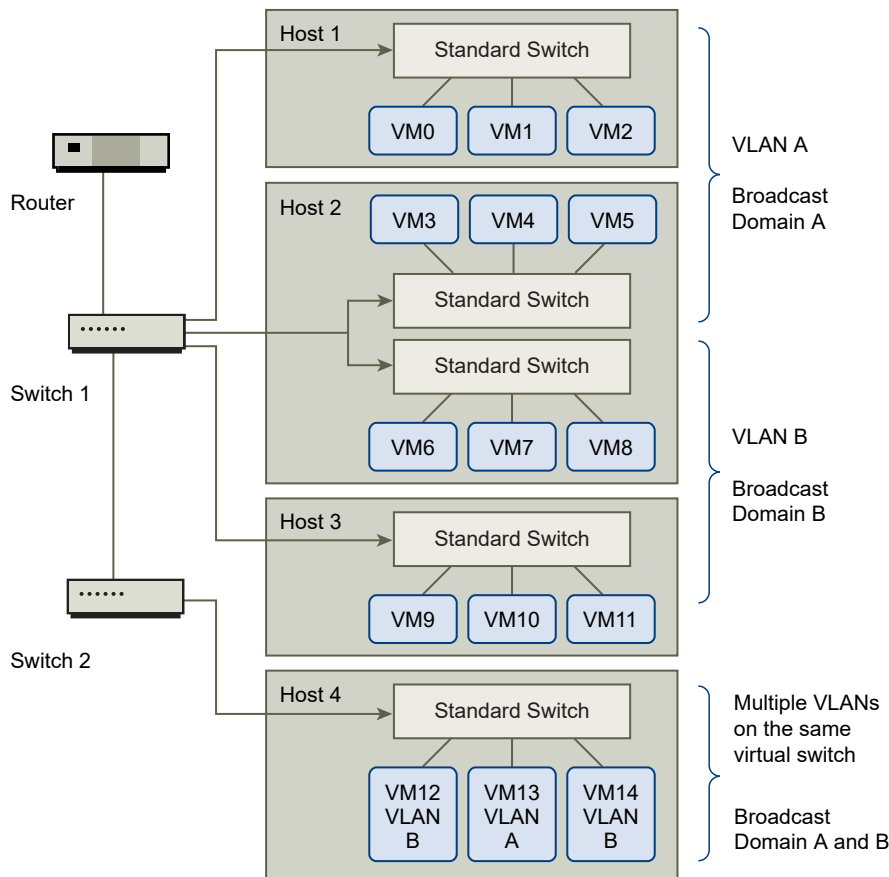 Host 1
Standard Switch
VM0
VM1
VM2
Router
VLAN A
Broadcast
Domain A
Host 2
VM3
VM4
VM5
Standard Switch
Switch 1
Standard Switch
VM6
VM7
VM8
VLAN B
Broadcast
Domain B
Host 3
Standard Switch
VM9
VM10
VM11
Switch 2
Host 4
Standard Switch
VM12
VLAN
B
VM13
VLAN
A
VM14
VLAN
B
Multiple VLANs
on the same
virtual switch
Broadcast
Domain A and B